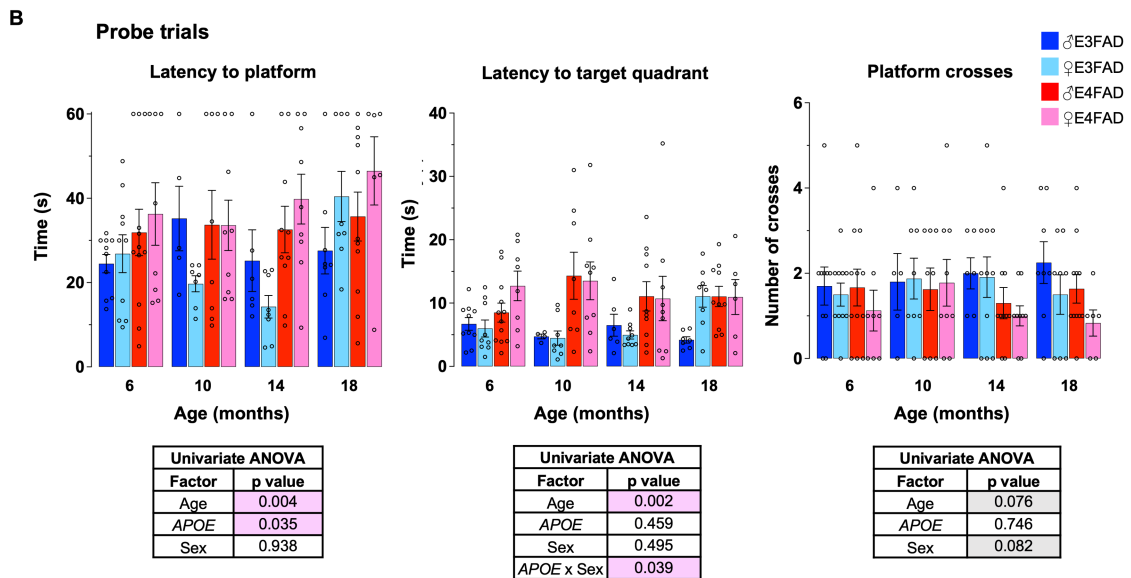 B
Probe trials
Latency to platform
Latency to target quadrant
Platform crosses
♂E3FAD
♀E3FAD
♂E4FAD
♀E4FAD
Time (s)
60
40
20
0
6 10 14 18
Age (months)
Time (s)
40
30
20
10
0
6 10 14 18
Age (months)
Number of crosses
6
4
2
0
6 10 14 18
Age (months)
Univariate ANOVA
Factor p value
Age 0.004
APOE 0.035
Sex 0.938
Univariate ANOVA
Factor p value
Age 0.002
APOE 0.459
Sex 0.495
APOE x Sex 0.039
Univariate ANOVA
Factor p value
Age 0.076
APOE 0.746
Sex 0.082